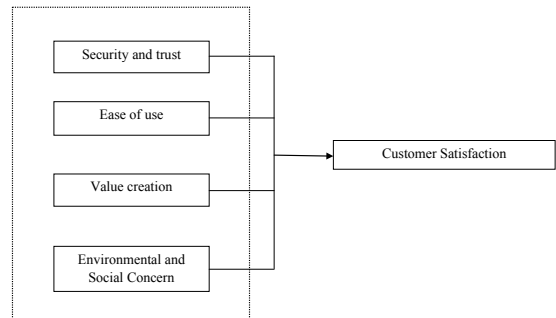 Security and trust
Ease of use
Value creation
Environmental and
Social Concern
Customer Satisfaction